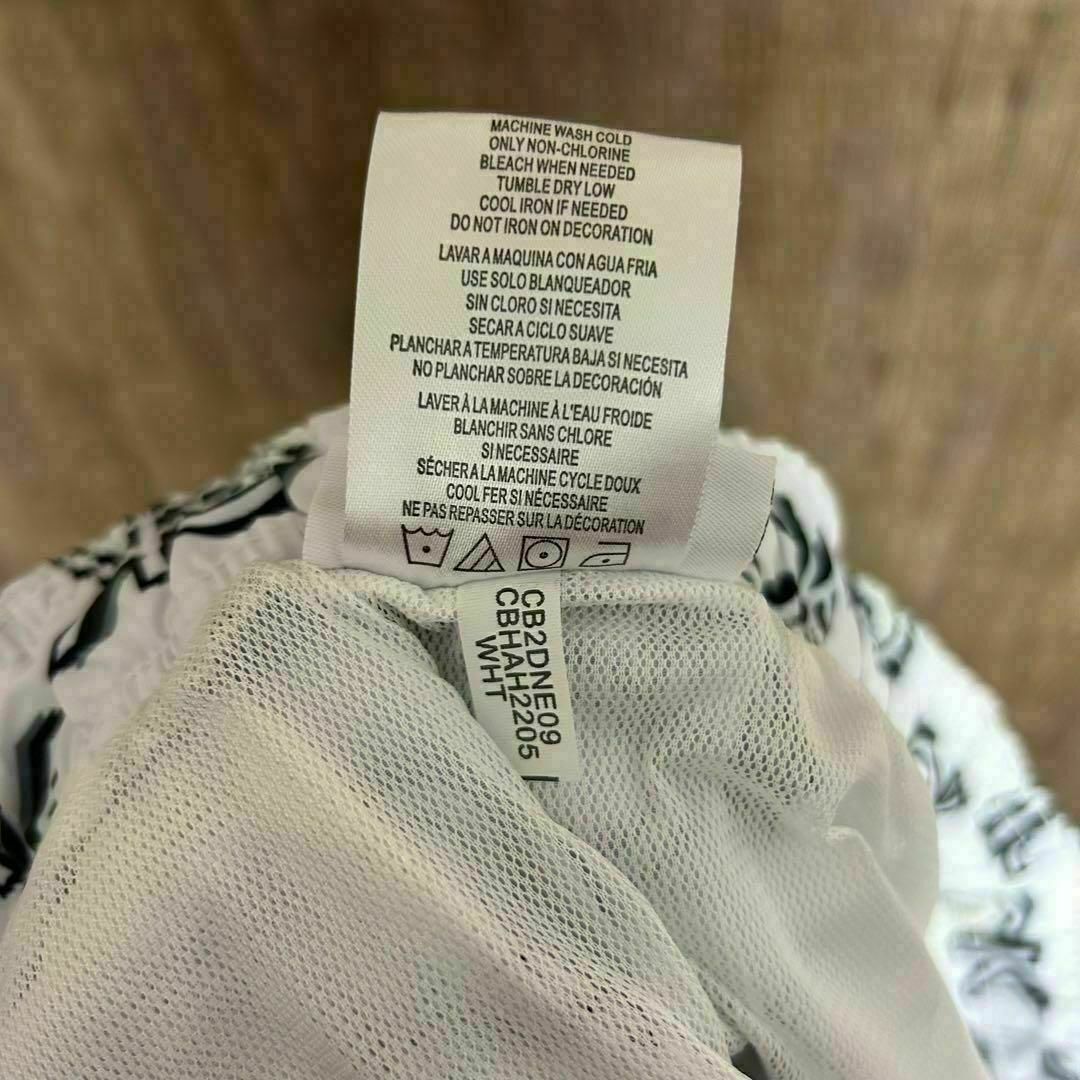 MACHINE WASH COLD
ONLY NON-CHLORINE
BLEACH WHEN NEEDED
TUMBLE DRY LOW
COOL IRON IF NEEDED
DO NOT IRON ON DECORATION
LAVAR A MAQUINA CON AGUA FRIA
USE SOLO BLANQUEADOR
SIN CLORO SI NECESITA
SECAR A CICLO SUAVE
PLANCHAR A TEMPERATURA BAJA SI NECESITA
NO PLANCHAR SOBRE LA DECORACIÓN
LAVER À LA MACHINE À L'EAU FROIDE
BLANCHIR SANS CHLORE
SI NECESSAIRE
SÉCHER A LA MACHINE CYCLE DOUX
COOL FER SI NÉCESSAIRE
NE PAS REPASSER SUR LA DÉCORATION
CB2DNE09
CBHAH2205
WHT